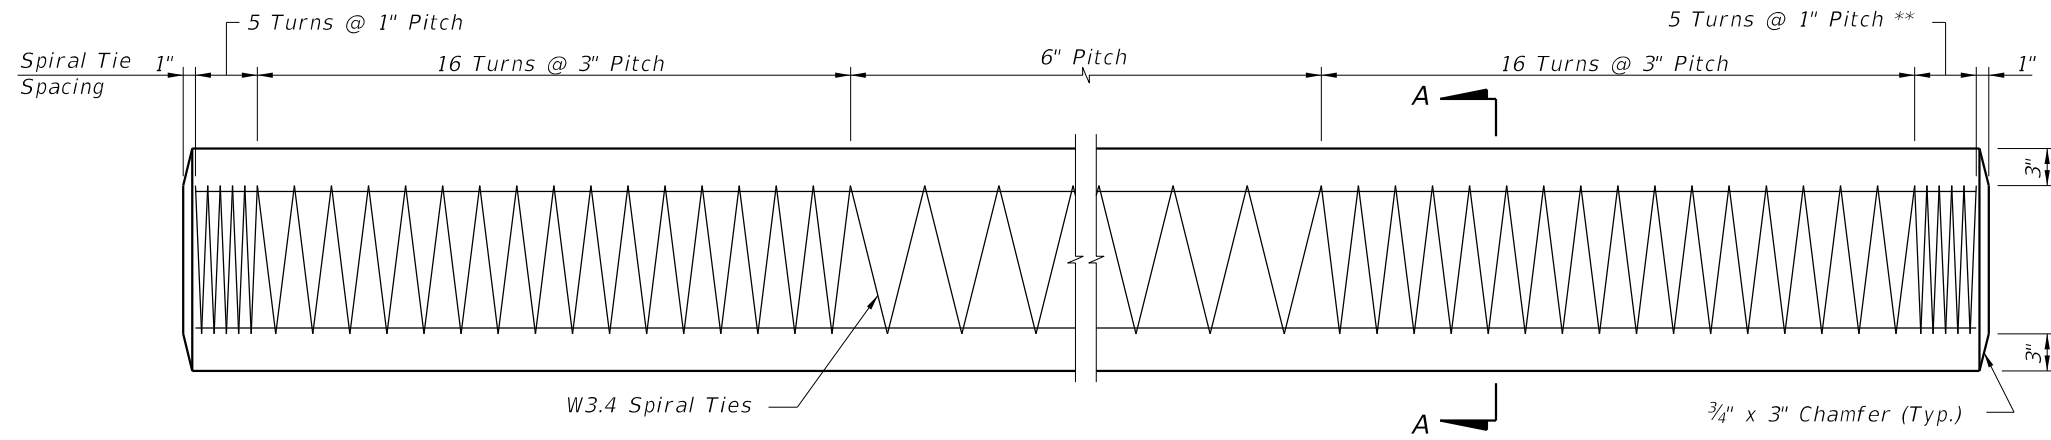 5 Turns @ 1" Pitch
5 Turns @ 1" Pitch **
Spiral Tie
Spacing
1"
16 Turns @ 3" Pitch
6" Pitch
16 Turns @ 3" Pitch
1"
A
3"
3"
W3.4 Spiral Ties
A
¾" x 3" Chamfer (Typ.)